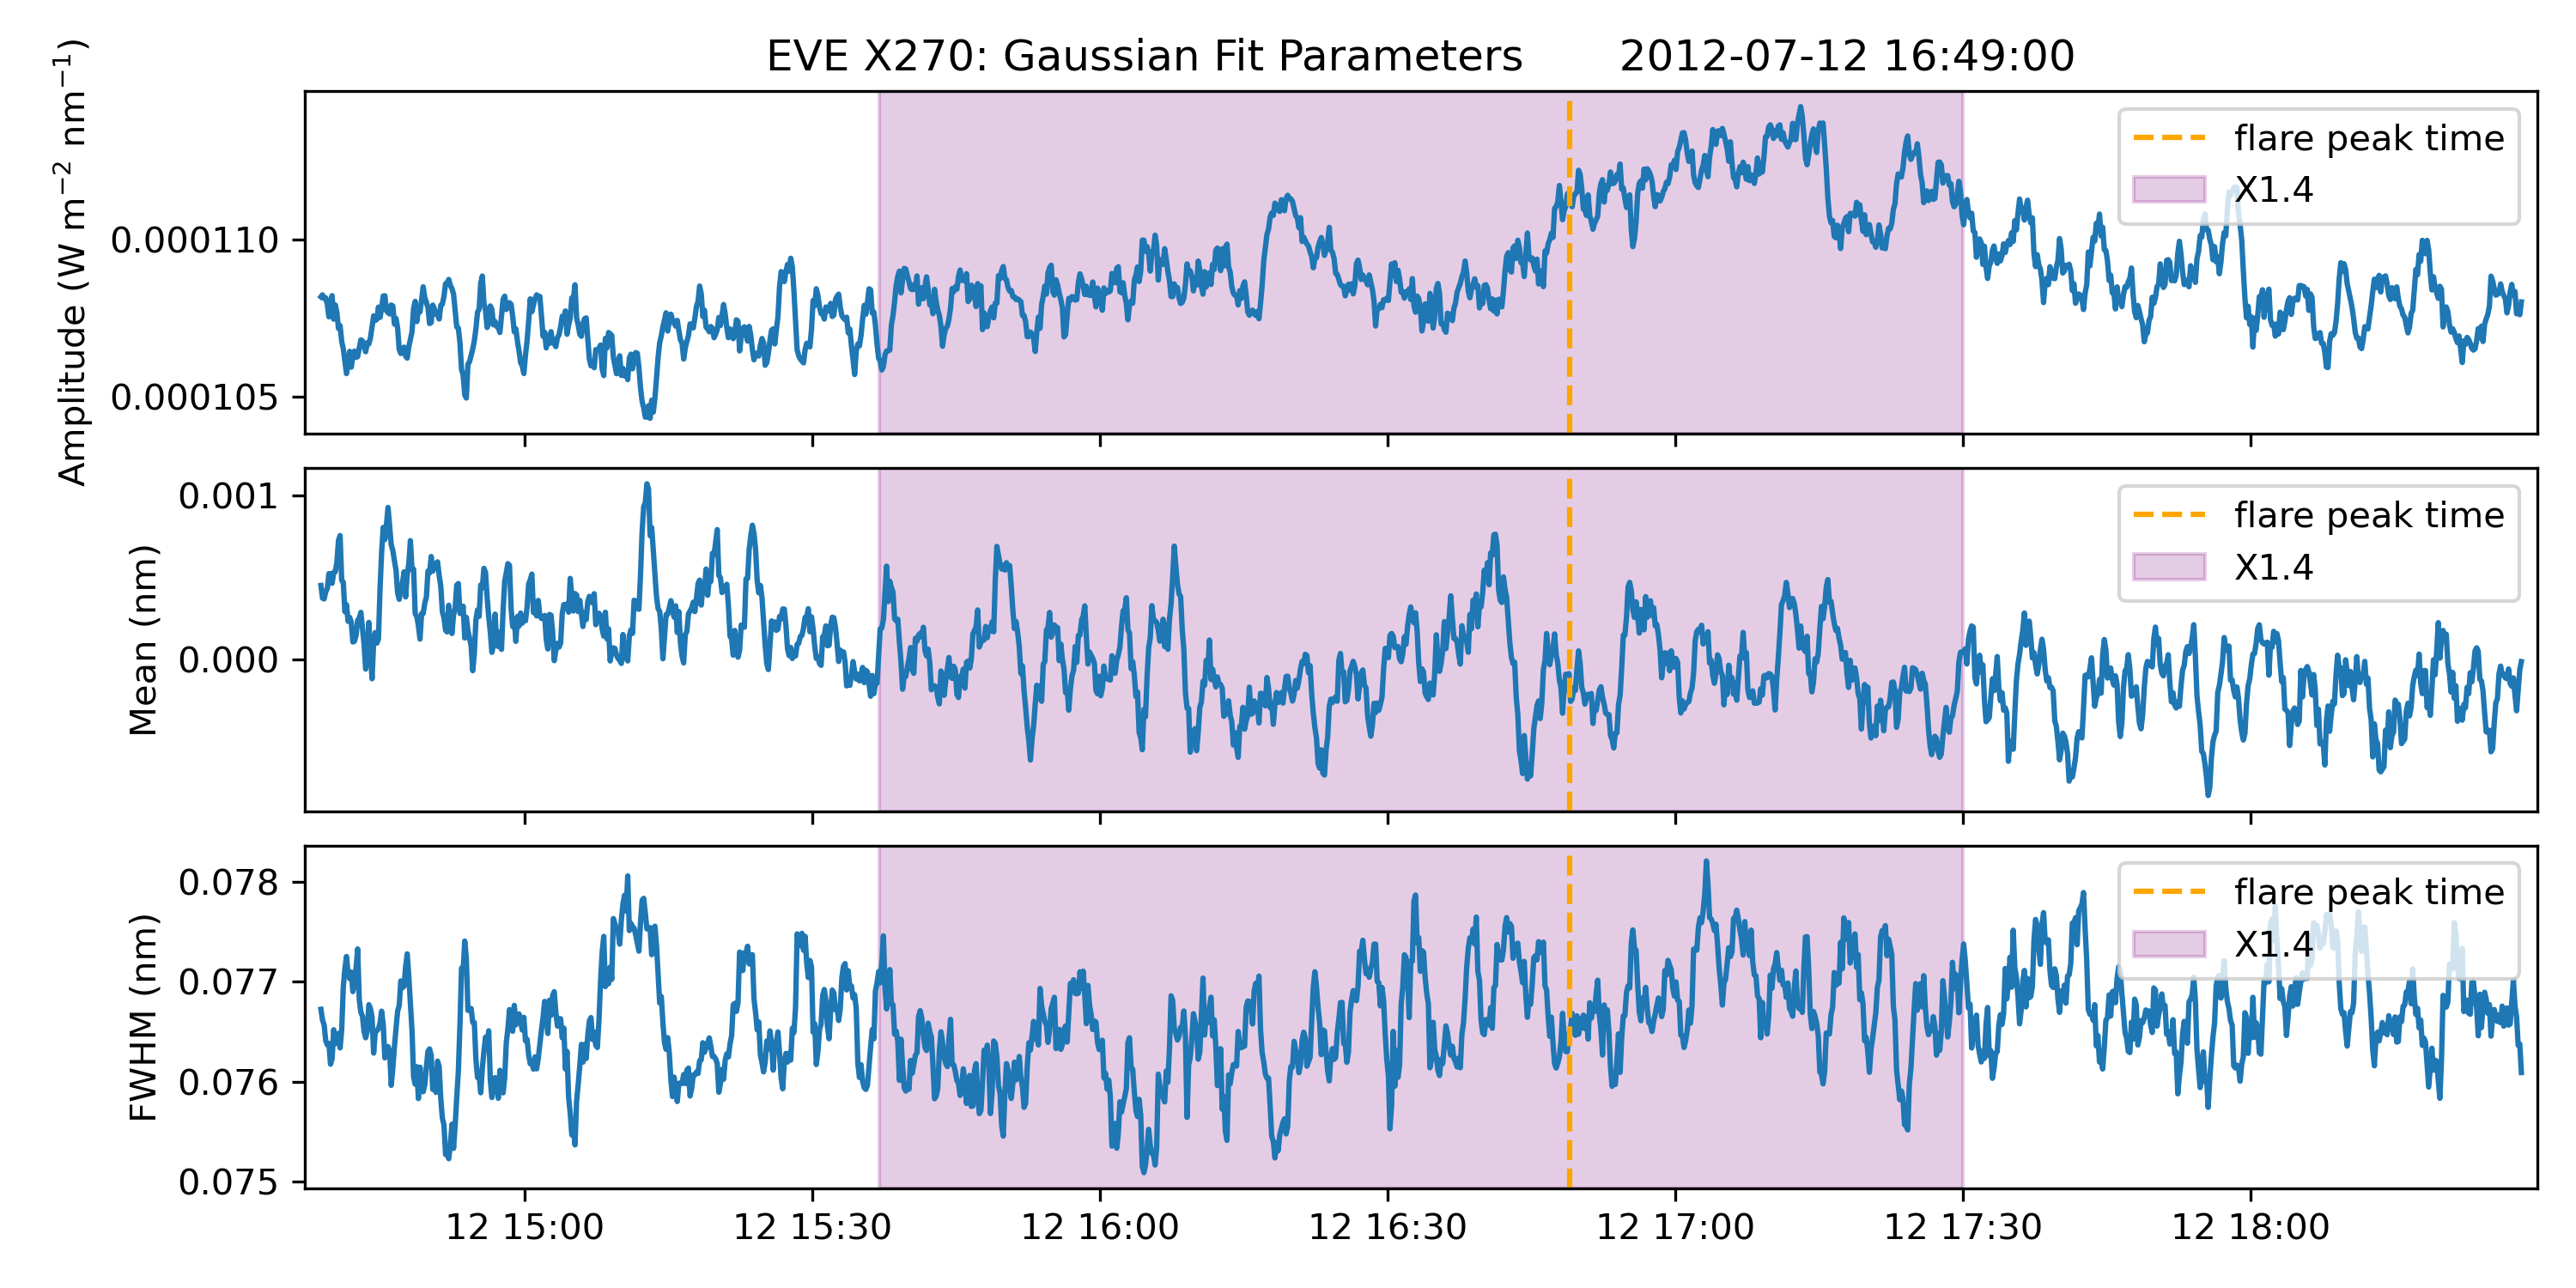 EVE X270: Gaussian Fit Parameters 2012-07-12 16:49:00
Amplitude (W m⁻² nm⁻¹)
0.000110
0.000105
flare peak time
X1.4
Mean (nm)
0.001
0.000
flare peak time
X1.4
FWHM (nm)
0.078
0.077
0.076
0.075
flare peak time
X1.4
12 15:00 12 15:30 12 16:00 12 16:30 12 17:00 12 17:30 12 18:00